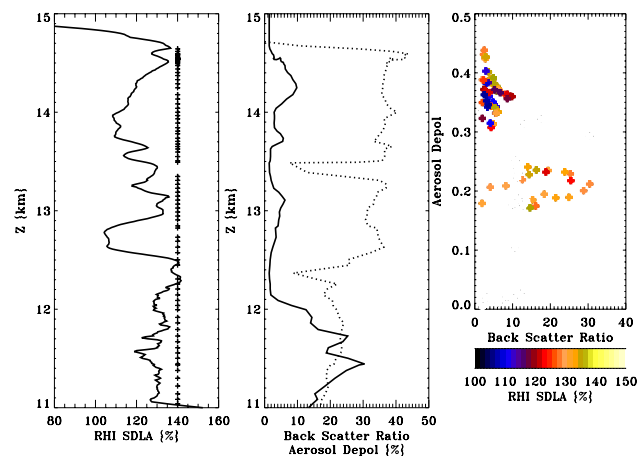 15
14
13
12
11
Z {km}
80 100 120 140 160
RHI SDLA {%}
15
14
13
12
11
Z {km}
0 10 20 30 40 50
Back Scatter Ratio
Aerosol Depol {%}
0.5
0.4
0.3
0.2
0.1
0.0
Aerosol Depol
0 10 20 30 40
Back Scatter Ratio
100 110 120 130 140 150
RHI SDLA {%}